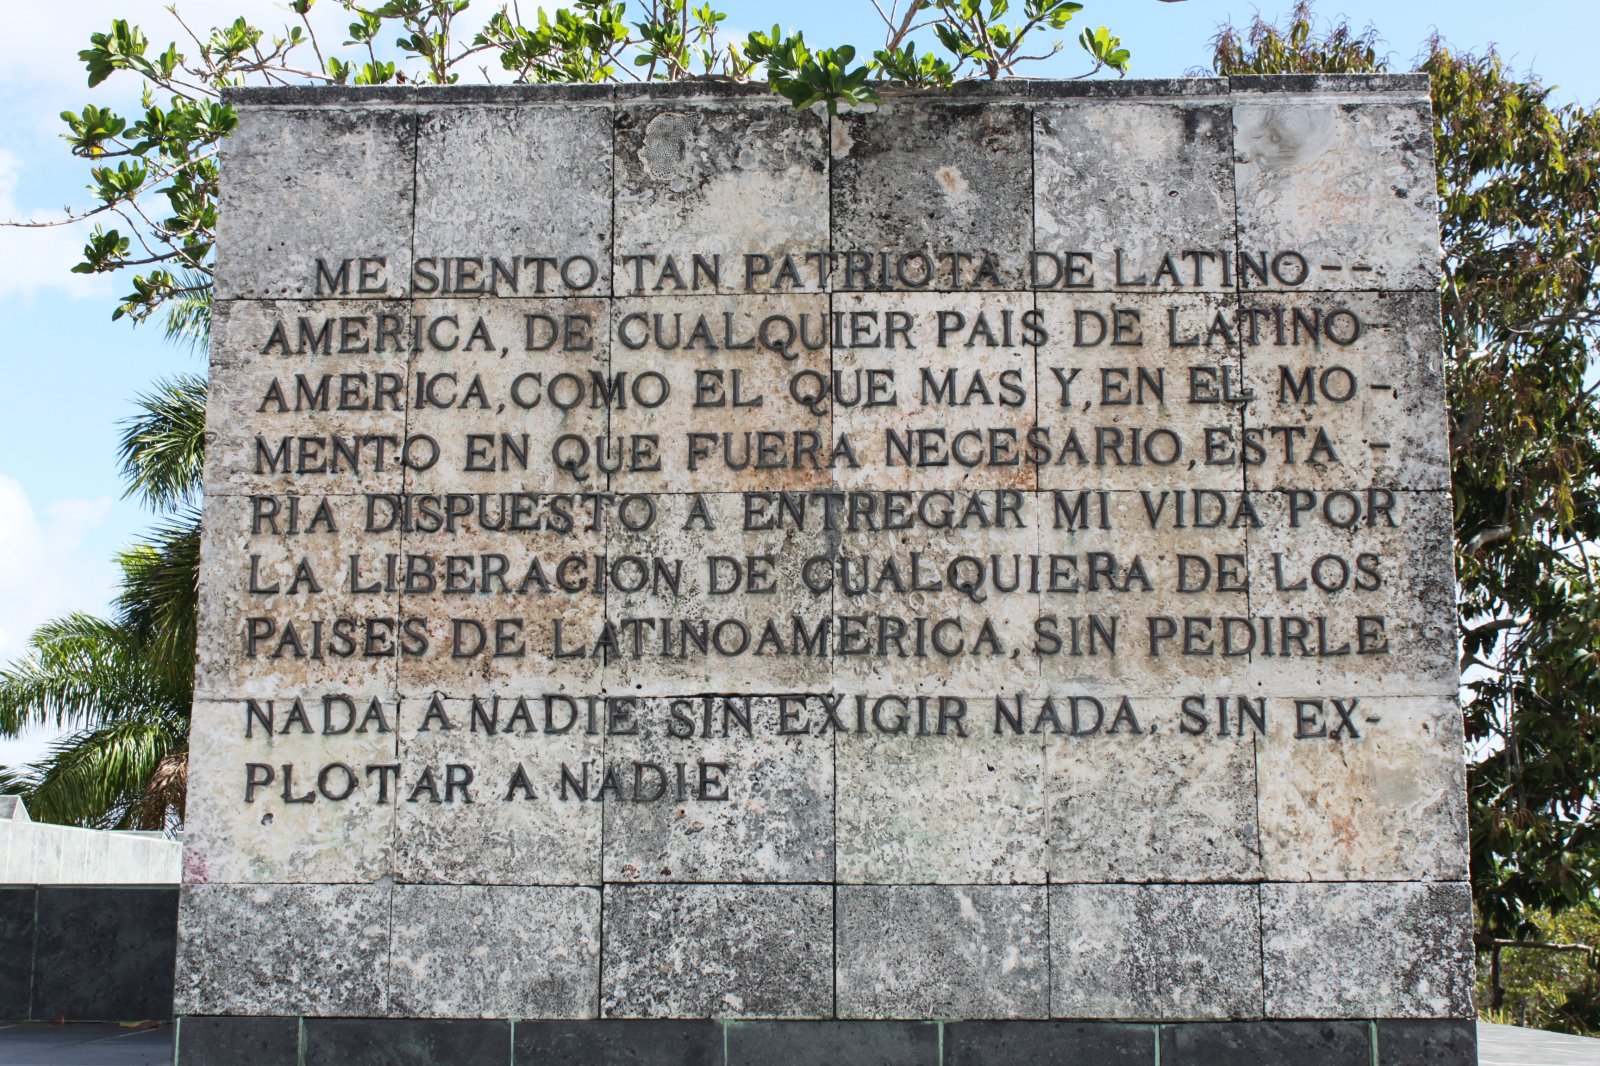 ME SIENTO TAN PATRIOTA DE LATINO--
AMERICA, DE CUALQUIER PAIS DE LATINO
AMERICA, COMO EL QUE MAS Y, EN EL MO-
MENTO EN QUE FUERA NECESARIO, ESTA-
RIA DISPUESTO A ENTREGAR MI VIDA POR
LA LIBERACION DE CUALQUIERA DE LOS
PAISES DE LATINOAMERICA, SIN PEDIRLE
NADA A NADIE, SIN EXIGIR NADA, SIN EX-
PLOTAR A NADIE